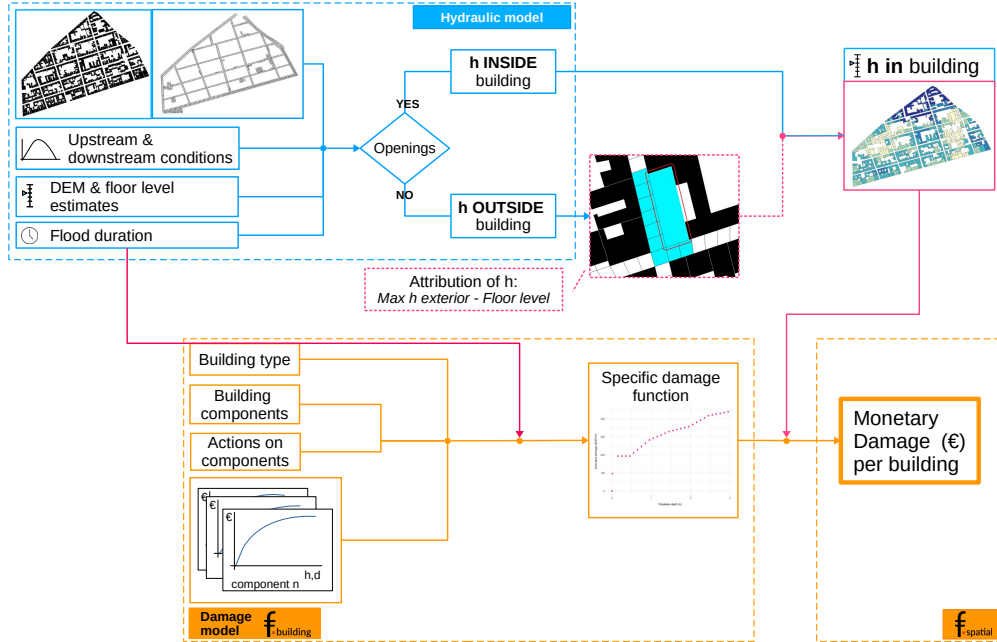 Hydraulic model
Upstream &
downstream conditions
DEM & floor level
estimates
Flood duration
Openings
YES
NO
h INSIDE
building
h OUTSIDE
building
Attribution of h:
Max h exterior - Floor level
h in building
Building type
Building
components
Actions on
components
€
€
€
h,d
component n
Damage
model
f-building
Specific damage
function
Monetary
Damage (€)
per building
f-spatial